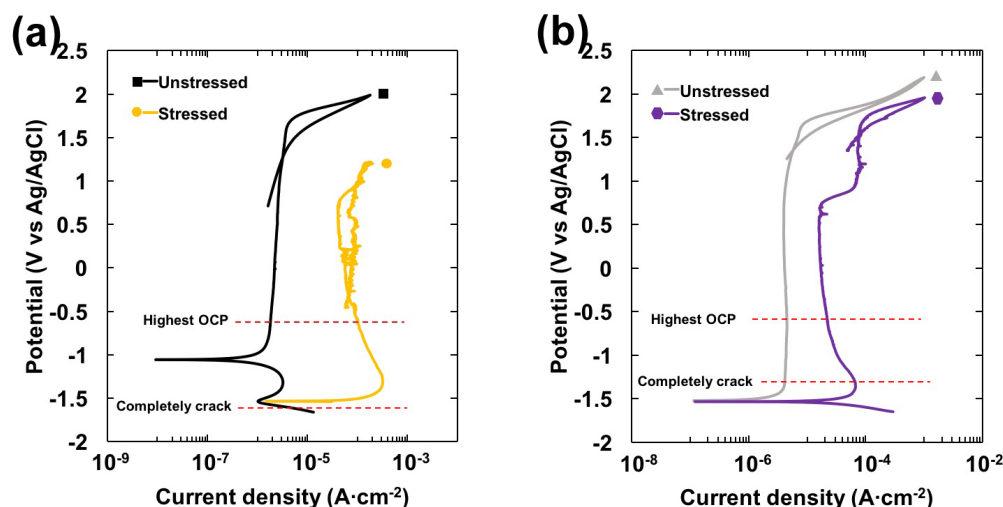 (a)
2.5
2
1.5
1
0.5
0
-0.5
-1
-1.5
-2
Potential (V vs Ag/AgCl)
Unstressed
Stressed
Highest OCP
Completely crack
10-9
10-7
10-5
10-3
Current density (A·cm-2)
(b)
2.5
2
1.5
1
0.5
0
-0.5
-1
-1.5
-2
Potential (V vs Ag/AgCl)
Unstressed
Stressed
Highest OCP
Completely crack
10-8
10-6
10-4
10-2
Current density (A·cm-2)